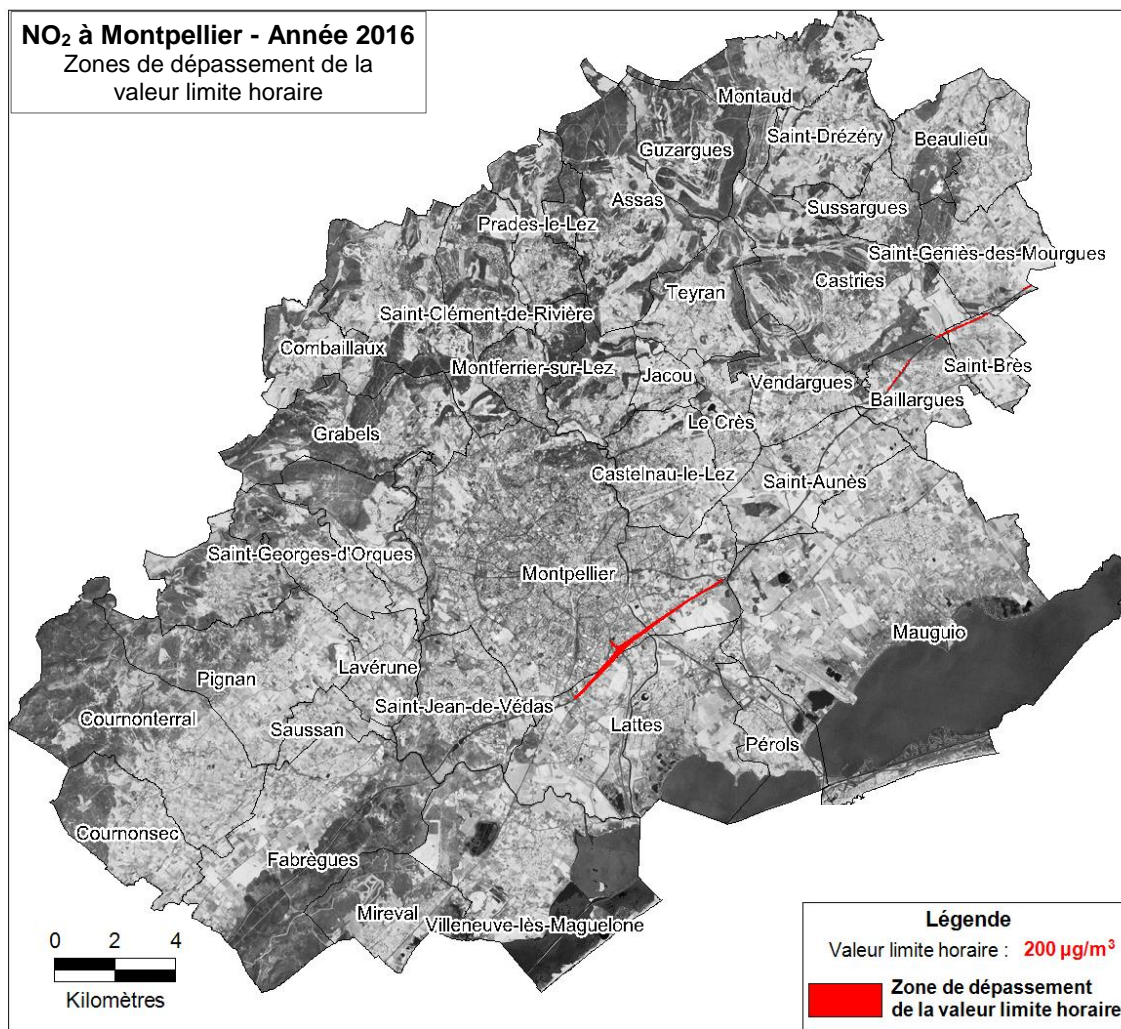 NO₂ à Montpellier - Année 2016
Zones de dépassement de la
valeur limite horaire
Montaud
Saint-Drézéry
Beaulieu
Guzargues
Assas
Sussargues
Prades-le-Lez
Saint-Geniès-des-Mourgues
Castries
Teyran
Saint-Clément-de-Rivière
Combaillaux
Montferrier-sur-Lez
Jacou
Vendargues
Saint-Brès
Baillargues
Le Crès
Grabels
Castelnau-le-Lez
Saint-Aunès
Saint-Georges-d'Orques
Montpellier
Mauguio
Lavérune
Pignan
Saint-Jean-de-Védas
Cournonterral
Saussan
Lattes
Pérols
Cournonsec
Fabrègues
Mireval
Villeneuve-lès-Maguelone
0 2 4
Kilomètres
Légende
Valeur limite horaire : 200 µg/m³
Zone de dépassement
de la valeur limite horaire